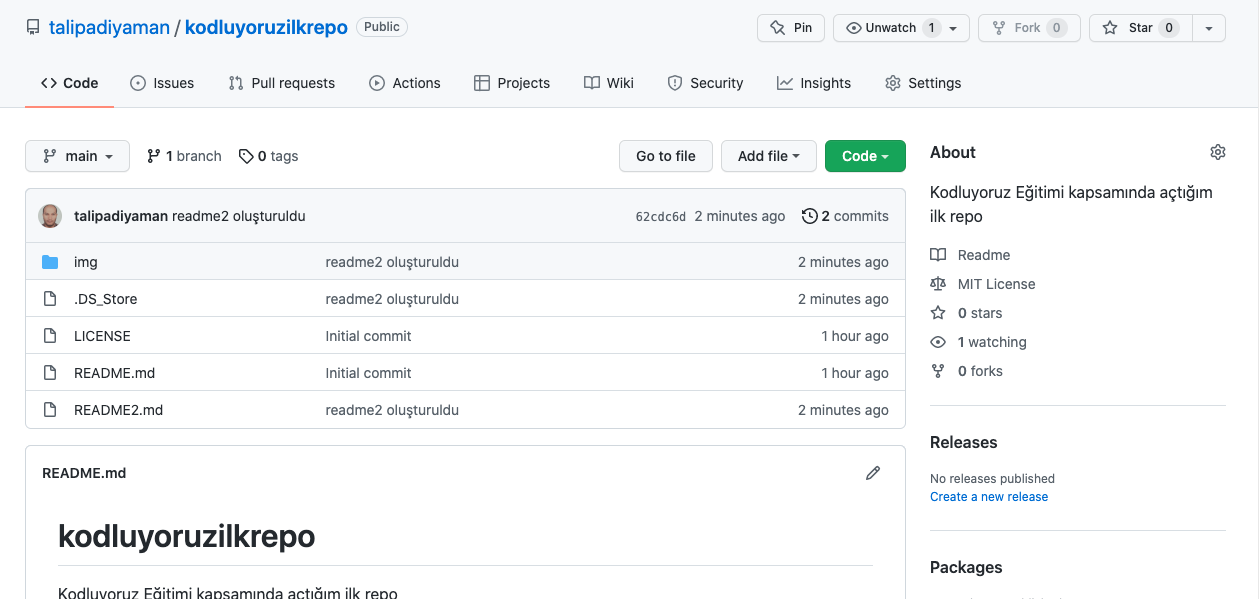 talipadiyaman / kodluyoruzilkrepo Public
Pin
Unwatch 1
Fork 0
Star 0
Code
Issues
Pull requests
Actions
Projects
Wiki
Security
Insights
Settings
main
1 branch
0 tags
Go to file
Add file
Code
talipadiyaman readme2 oluşturuldu 62cdc6d 2 minutes ago 2 commits
img readme2 oluşturuldu 2 minutes ago
.DS_Store readme2 oluşturuldu 2 minutes ago
LICENSE Initial commit 1 hour ago
README.md Initial commit 1 hour ago
README2.md readme2 oluşturuldu 2 minutes ago
README.md
kodluyoruzilkrepo
Kodluyoruz Eğitimi kapsamında açtığım ilk repo
About
Kodluyoruz Eğitimi kapsamında açtığım
ilk repo
Readme
MIT License
0 stars
1 watching
0 forks
Releases
No releases published
Create a new release
Packages